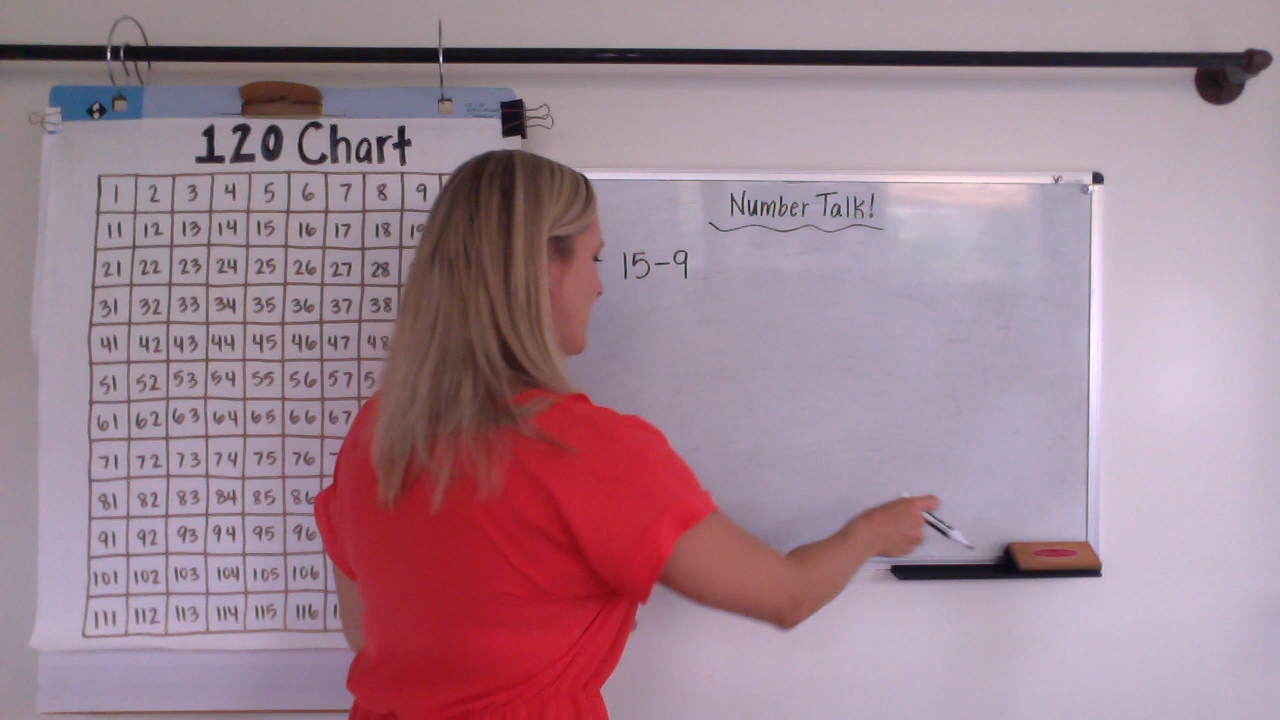 120 Chart
1 2 3 4 5 6 7 8 9
11 12 13 14 15 16 17 18 19
21 22 23 24 25 26 27 28
31 32 33 34 35 36 37 38
41 42 43 44 45 46 47 48
51 52 53 54 55 56 57
61 62 63 64 65 66 67
71 72 73 74 75 76
81 82 83 84 85 86
91 92 93 94 95 96
101 102 103 104 105 106
111 112 113 114 115 116
Number Talk!
15-9